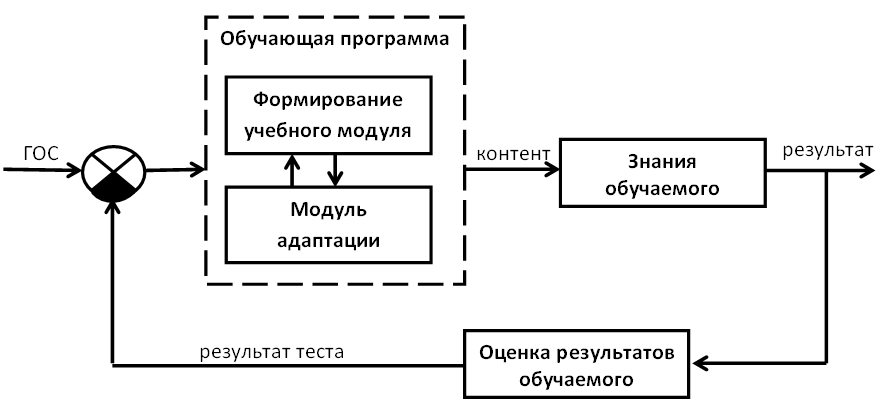 Обучающая программа
Формирование
учебного модуля
ГОС
контент
Знания
обучаемого
результат
Модуль
адаптации
результат теста
Оценка результатов
обучаемого